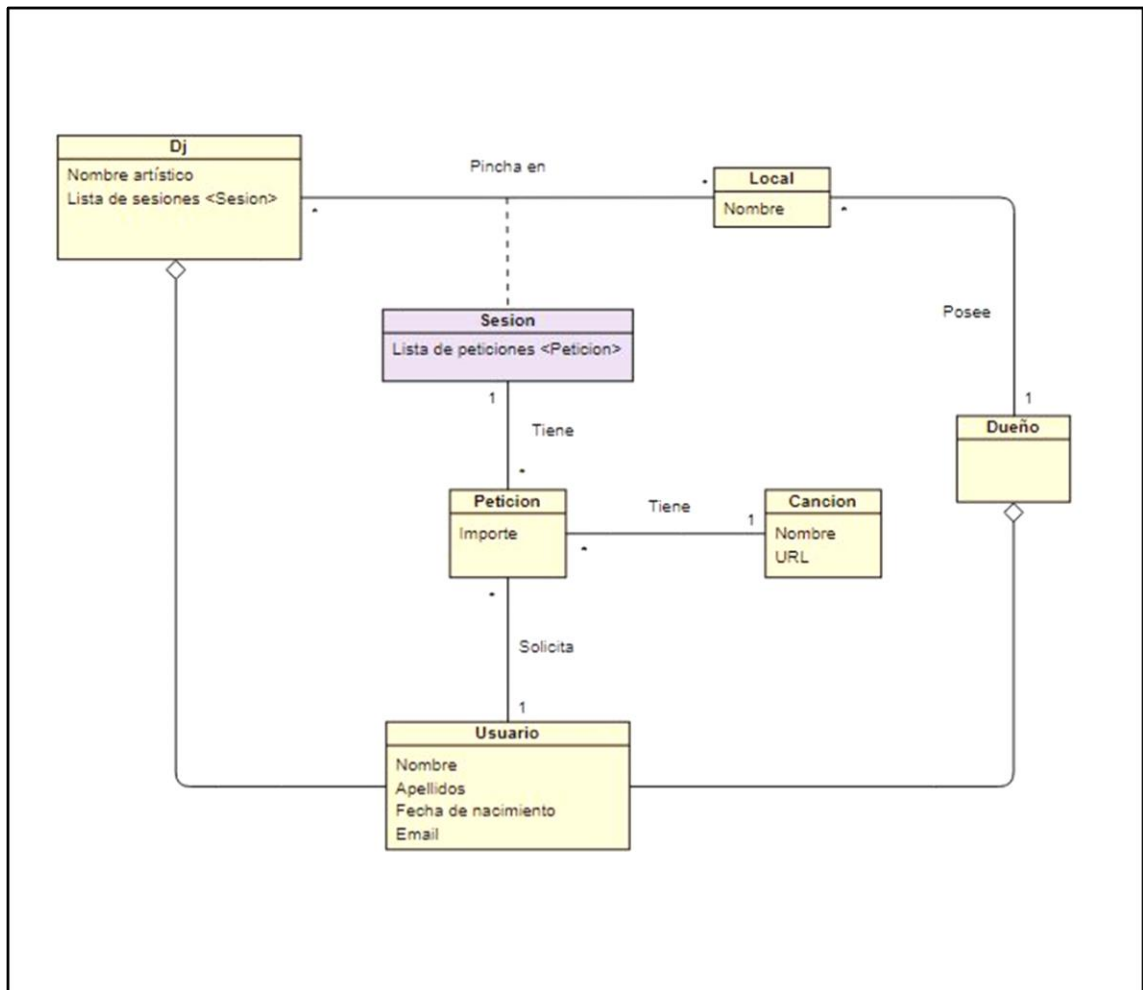 Dj
Nombre artístico
Lista de sesiones <Sesion>
Pincha en
*
*
Local
Nombre
*
Posee
1
Dueño
Sesion
Lista de peticiones <Peticion>
1
Tiene
*
Peticion
Importe
*
Tiene
1
Cancion
Nombre
URL
*
Solicita
1
Usuario
Nombre
Apellidos
Fecha de nacimiento
Email